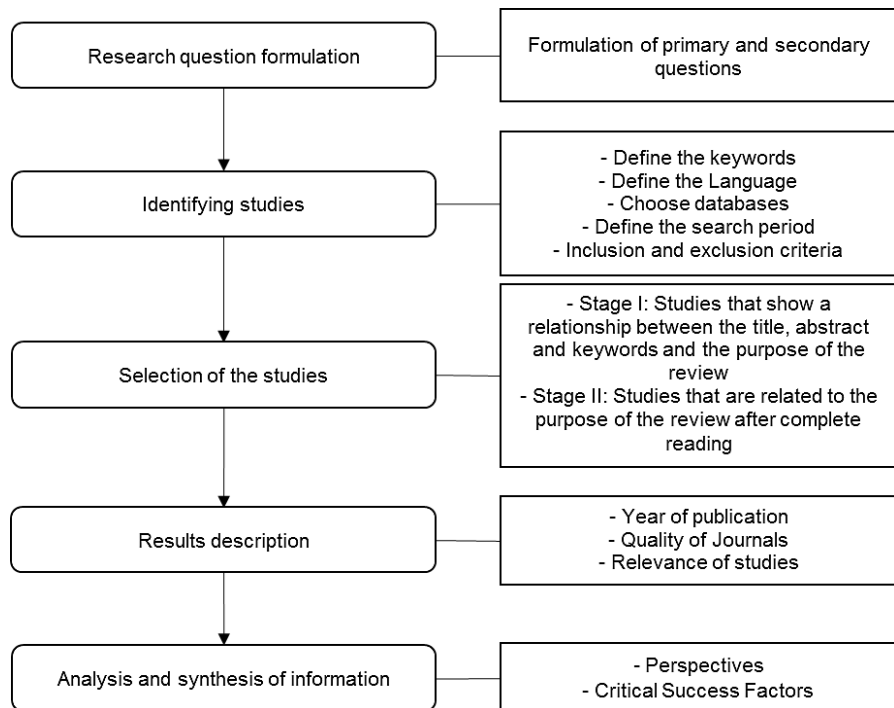 Research question formulation
Formulation of primary and secondary
questions
Identifying studies
- Define the keywords
- Define the Language
- Choose databases
- Define the search period
- Inclusion and exclusion criteria
Selection of the studies
- Stage I: Studies that show a
relationship between the title, abstract
and keywords and the purpose of the
review
- Stage II: Studies that are related to the
purpose of the review after complete
reading
Results description
- Year of publication
- Quality of Journals
- Relevance of studies
Analysis and synthesis of information
- Perspectives
- Critical Success Factors